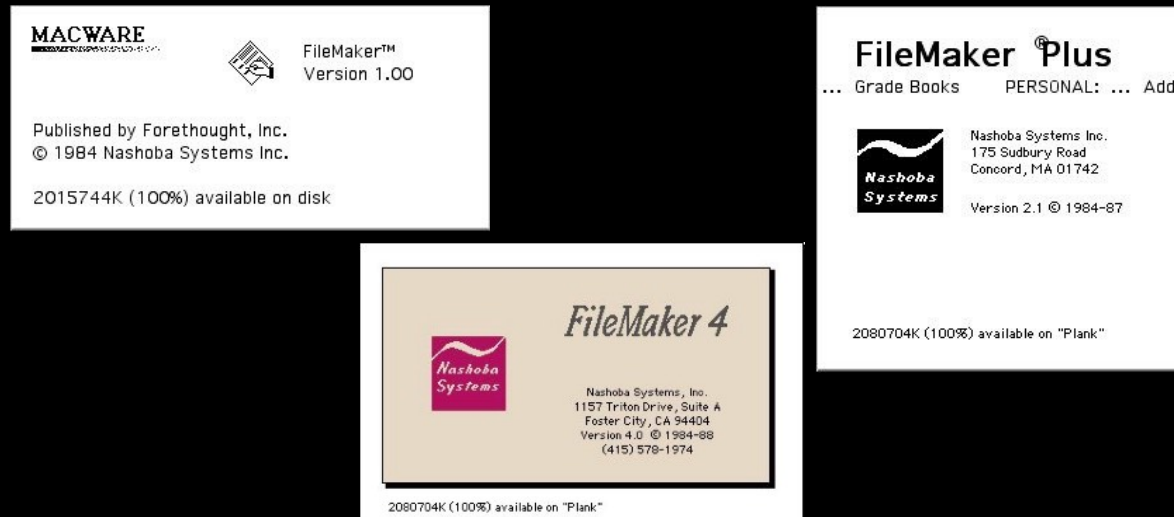 MACWARE
FileMaker™
Version 1.00
Published by Forethought, Inc.
© 1984 Nashoba Systems Inc.
2015744K (100%) available on disk
FileMaker ®Plus
... Grade Books PERSONAL: ... Add
Nashoba
Systems
Nashoba Systems Inc.
175 Sudbury Road
Concord, MA 01742
Version 2.1 © 1984-87
2080704K (100%) available on "Plank"
FileMaker 4
Nashoba
Systems
Nashoba Systems, Inc.
1157 Triton Drive, Suite A
Foster City, CA 94404
Version 4.0 © 1984-88
(415) 578-1974
2080704K (100%) available on "Plank"